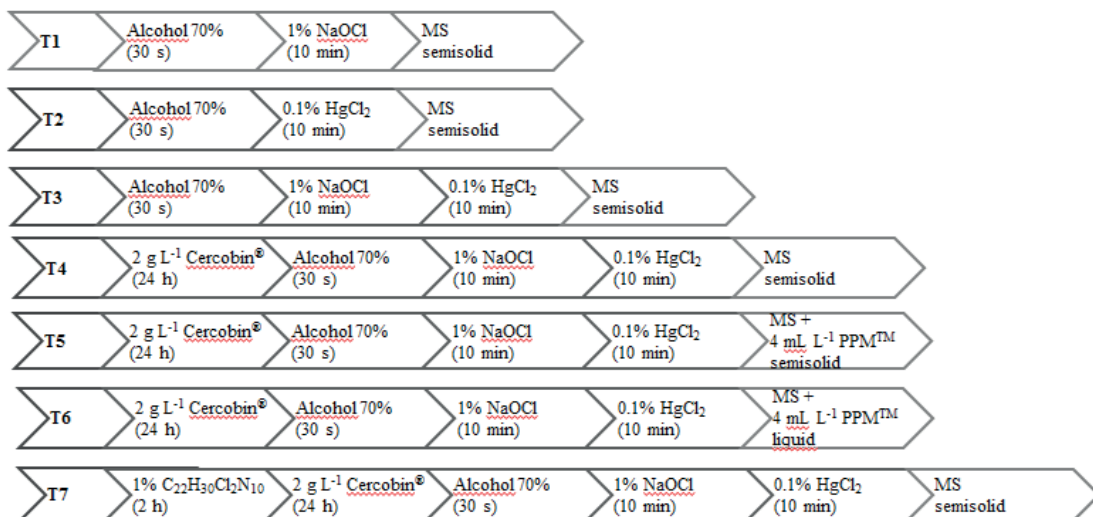 T1
Alcohol 70%
(30 s)
1% NaOCl
(10 min)
MS
semisolid
T2
Alcohol 70%
(30 s)
0.1% HgCl₂
(10 min)
MS
semisolid
T3
Alcohol 70%
(30 s)
1% NaOCl
(10 min)
0.1% HgCl₂
(10 min)
MS
semisolid
T4
2 g L⁻¹ Cercobin®
(24 h)
Alcohol 70%
(30 s)
1% NaOCl
(10 min)
0.1% HgCl₂
(10 min)
MS
semisolid
T5
2 g L⁻¹ Cercobin®
(24 h)
Alcohol 70%
(30 s)
1% NaOCl
(10 min)
0.1% HgCl₂
(10 min)
MS +
4 mL L⁻¹ PPM™
semisolid
T6
2 g L⁻¹ Cercobin®
(24 h)
Alcohol 70%
(30 s)
1% NaOCl
(10 min)
0.1% HgCl₂
(10 min)
MS +
4 mL L⁻¹ PPM™
liquid
T7
1% C₂₂H₃₀Cl₂N₁₀
(2 h)
2 g L⁻¹ Cercobin®
(24 h)
Alcohol 70%
(30 s)
1% NaOCl
(10 min)
0.1% HgCl₂
(10 min)
MS
semisolid